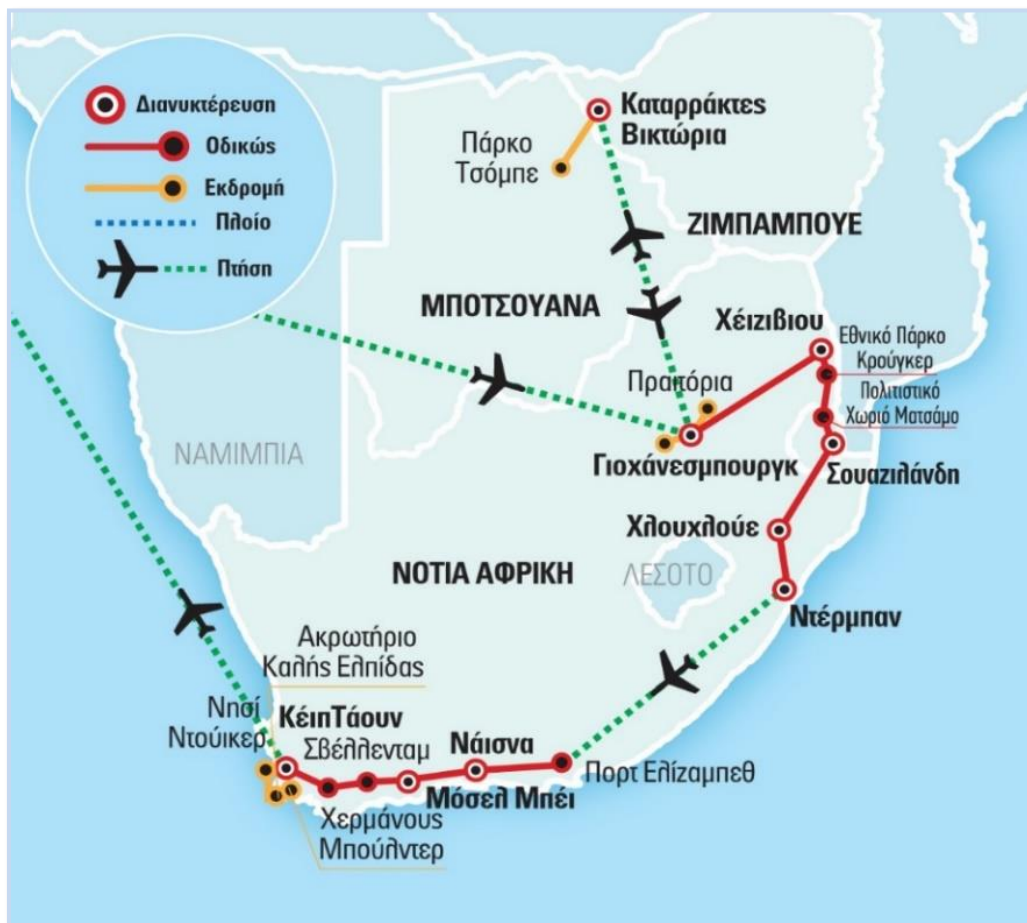 Διανυκτέρευση
Οδικώς
Εκδρομή
Πλοίο
Πτήση
Καταρράκτες
Βικτώρια
Πάρκο
Τσόμπε
ΖΙΜΠΑΜΠΟΥΕ
ΜΠΟΤΣΟΥΑΝΑ
Χέιζιβιου
Εθνικό Πάρκο
Κρούγκερ
Πραιτόρια
Πολιτιστικό
Χωριό Ματσάμο
ΝΑΜΙΜΠΙΑ
Γιοχάνεσμπουργκ
Σουαζιλάνδη
Χλουχλούε
ΝΟΤΙΑ ΑΦΡΙΚΗ
ΛΕΣΟΤΟ
Ντέρμπαν
Ακρωτήριο
Καλής Ελπίδας
Νησί
Ντούικερ
ΚέιπΤάουν
Σβέλλενταμ
Νάισνα
Πορτ Ελίζαμπεθ
Μόσελ Μπέι
Χερμάνους
Μπούλντερ